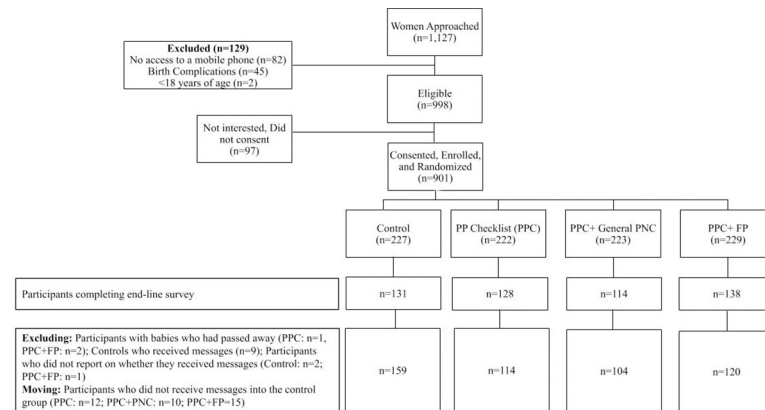 Women Approached
(n=1,127)
Excluded (n=129)
No access to a mobile phone (n=82)
Birth Complications (n=45)
<18 years of age (n=2)
Eligible
(n=998)
Not interested, Did
not consent
(n=97)
Consented, Enrolled,
and Randomized
(n=901)
Control
(n=227)
PP Checklist (PPC)
(n=222)
PPC+ General PNC
(n=223)
PPC+ FP
(n=229)
Participants completing end-line survey
n=131
n=128
n=114
n=138
Excluding: Participants with babies who had passed away (PPC: n=1,
PPC+FP: n=2); Controls who received messages (n=9); Participants
who did not report on whether they received messages (Control: n=2;
PPC+FP: n=1)
Moving: Participants who did not receive messages into the control
group (PPC: n=12; PPC+PNC: n=10; PPC+FP=15)
n=159
n=114
n=104
n=120